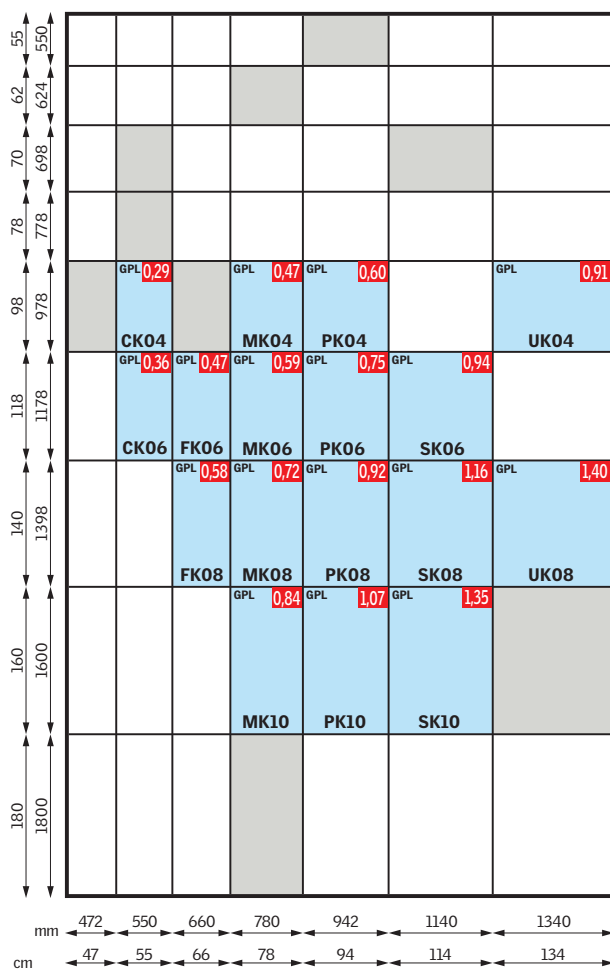 55 550
62 624
70 698
78 778
98 978
GPL 0,29 GPL 0,47 GPL 0,60 GPL 0,91
CK04 MK04 PK04 UK04
118 1178
GPL 0,36 GPL 0,47 GPL 0,59 GPL 0,75 GPL 0,94
CK06 FK06 MK06 PK06 SK06
140 1398
GPL 0,58 GPL 0,72 GPL 0,92 GPL 1,16 GPL 1,40
FK08 MK08 PK08 SK08 UK08
160 1600
GPL 0,84 GPL 1,07 GPL 1,35
MK10 PK10 SK10
180 1800
mm 472 550 660 780 942 1140 1340
cm 47 55 66 78 94 114 134